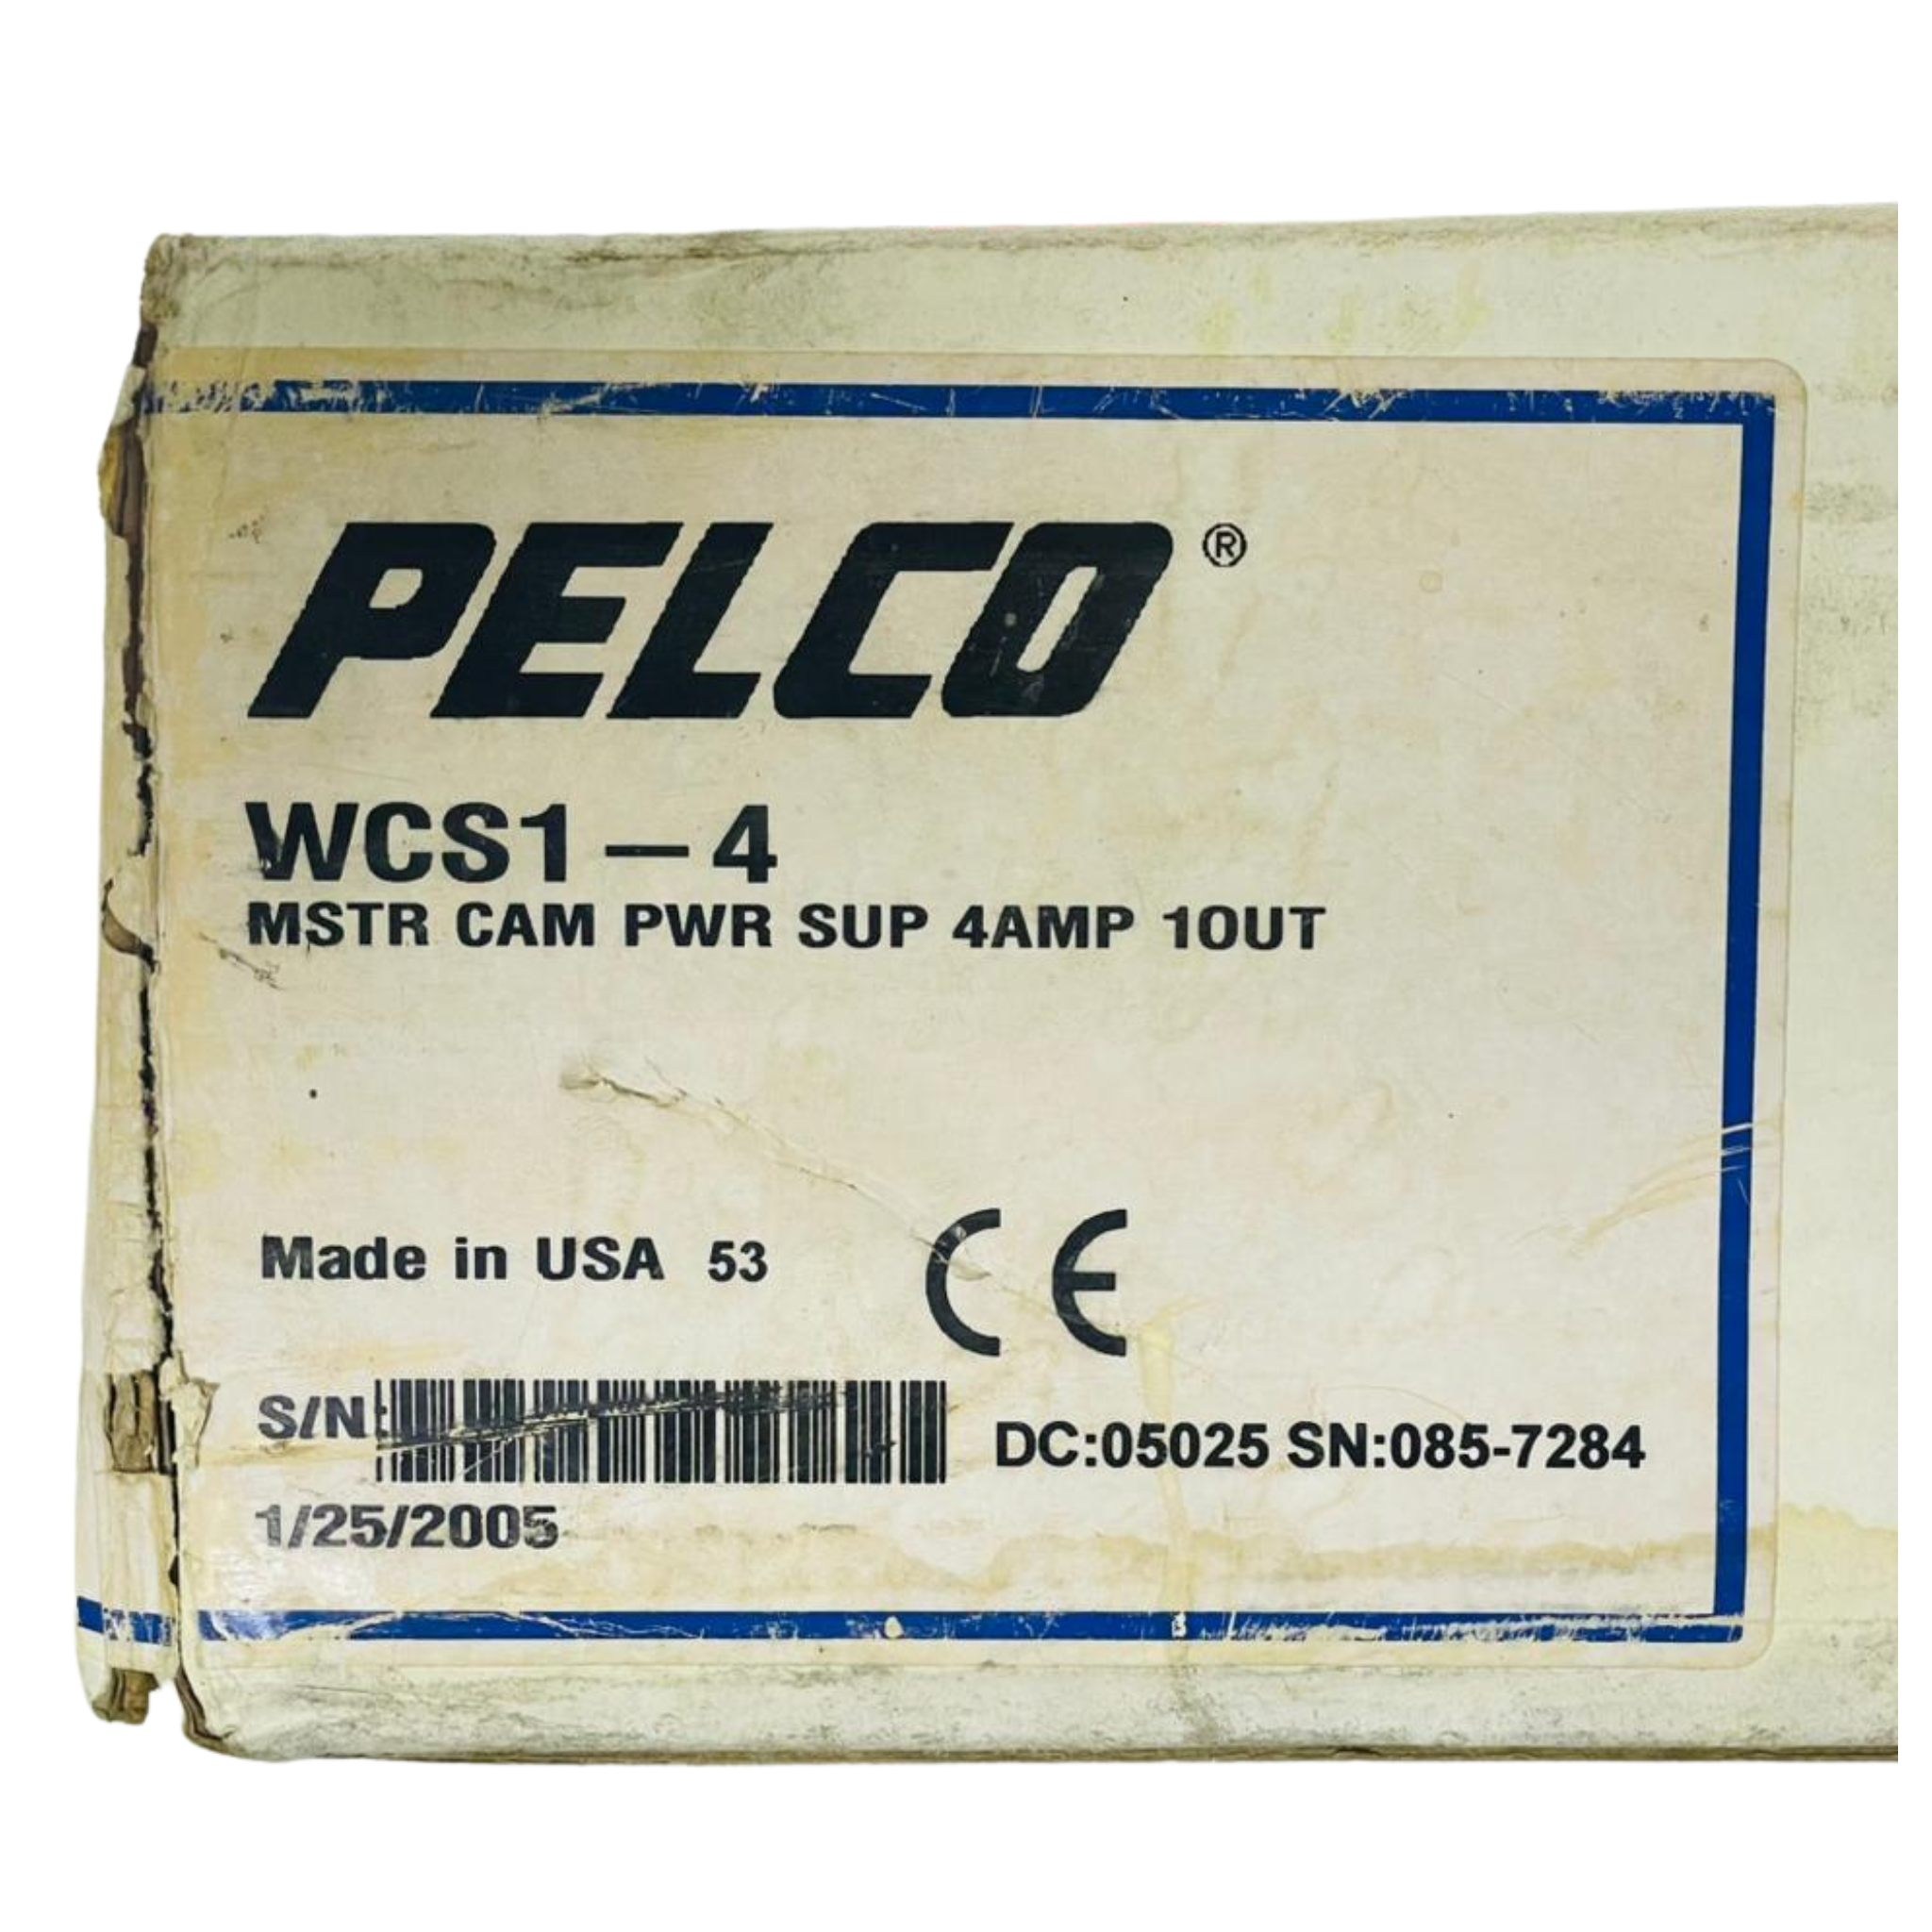 PELCO®
WCS1-4
MSTR CAM PWR SUP 4AMP 1OUT
Made in USA 53 CE
S/N: DC:05025 SN:085-7284
1/25/2005